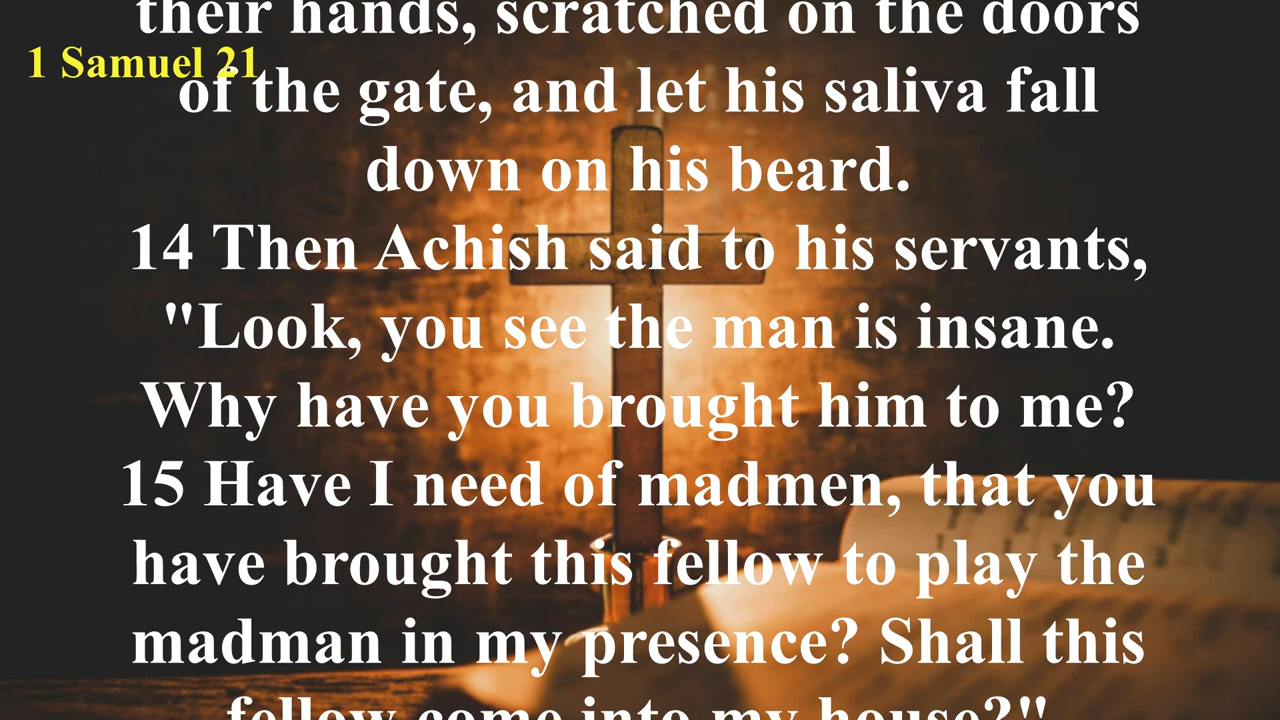 their hands, scratched on the doors
1 Samuel 21
of the gate, and let his saliva fall
down on his beard.
14 Then Achish said to his servants,
"Look, you see the man is insane.
Why have you brought him to me?
15 Have I need of madmen, that you
have brought this fellow to play the
madman in my presence? Shall this
fellow come into my house?"